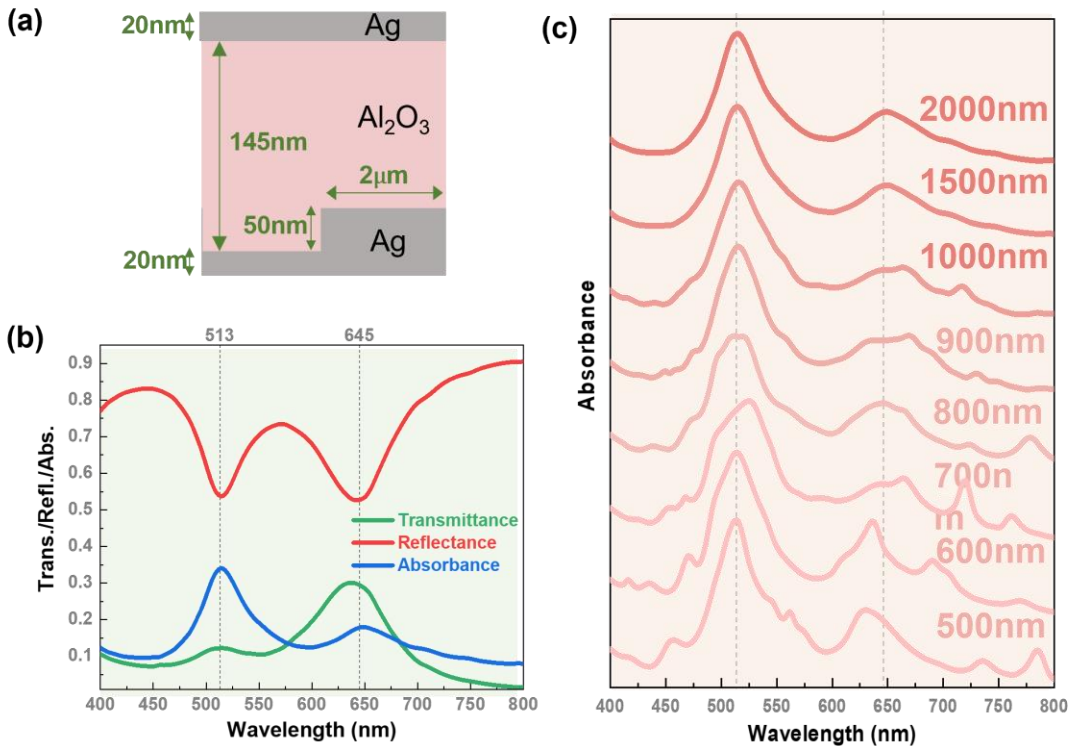 (a)
20nm
Ag
Al2O3
145nm
2μm
50nm
Ag
20nm
(b)
513
645
0.9
0.8
0.7
0.6
0.5
0.4
0.3
0.2
0.1
Trans./Refl./Abs.
Transmittance
Reflectance
Absorbance
400
450
500
550
600
650
700
750
800
Wavelength (nm)
(c)
Absorbance
2000nm
1500nm
1000nm
900nm
800nm
700n
m
600nm
500nm
400
450
500
550
600
650
700
750
800
Wavelength (nm)